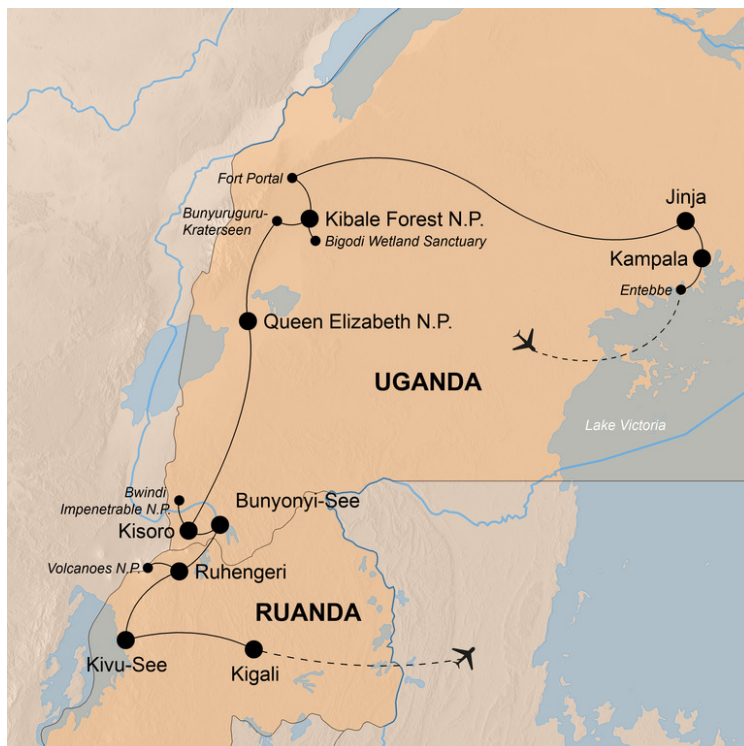 Fort Portal
Bunyuruguru-
Kraterseen
Kibale Forest N.P.
Bigodi Wetland Sanctuary
Jinja
Kampala
Entebbe
Queen Elizabeth N.P.
UGANDA
Lake Victoria
Bwindi
Impenetrable N.P.
Bunyonyi-See
Kisoro
Volcanoes N.P.
Ruhengeri
RUANDA
Kivu-See
Kigali